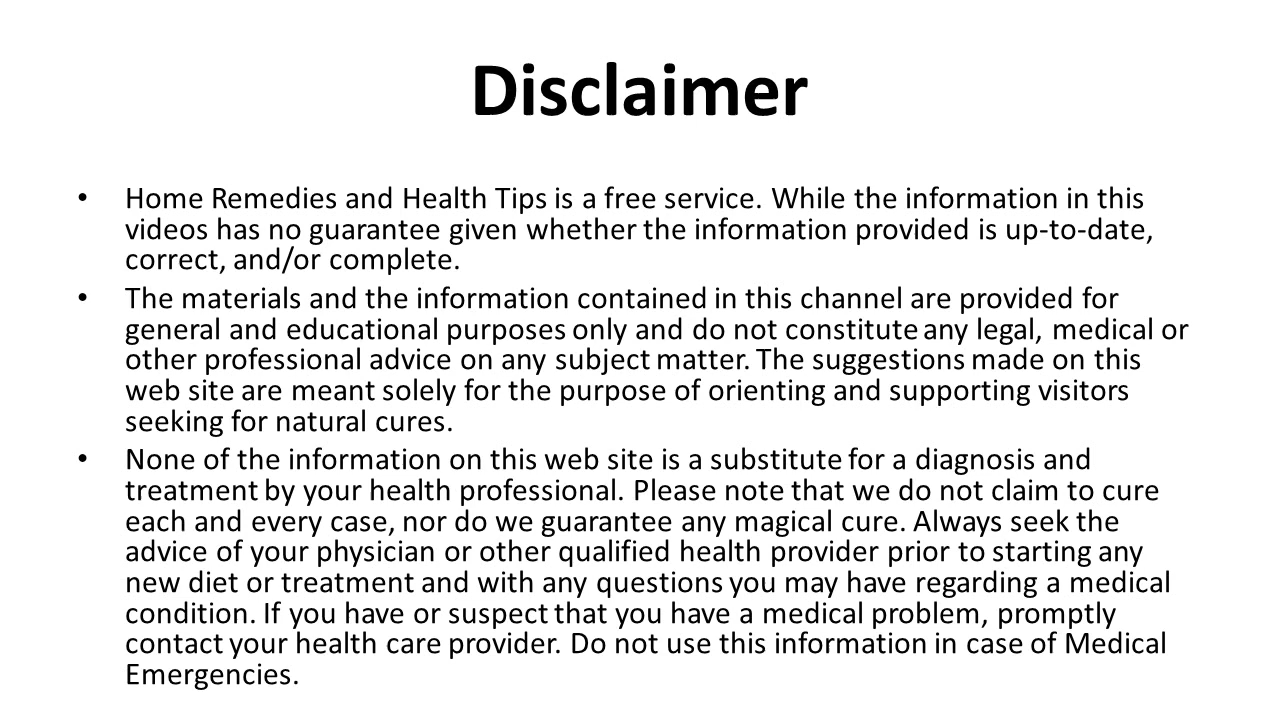 Disclaimer
• Home Remedies and Health Tips is a free service. While the information in this
videos has no guarantee given whether the information provided is up-to-date,
correct, and/or complete.
• The materials and the information contained in this channel are provided for
general and educational purposes only and do not constitute any legal, medical or
other professional advice on any subject matter. The suggestions made on this
web site are meant solely for the purpose of orienting and supporting visitors
seeking for natural cures.
• None of the information on this web site is a substitute for a diagnosis and
treatment by your health professional. Please note that we do not claim to cure
each and every case, nor do we guarantee any magical cure. Always seek the
advice of your physician or other qualified health provider prior to starting any
new diet or treatment and with any questions you may have regarding a medical
condition. If you have or suspect that you have a medical problem, promptly
contact your health care provider. Do not use this information in case of Medical
Emergencies.